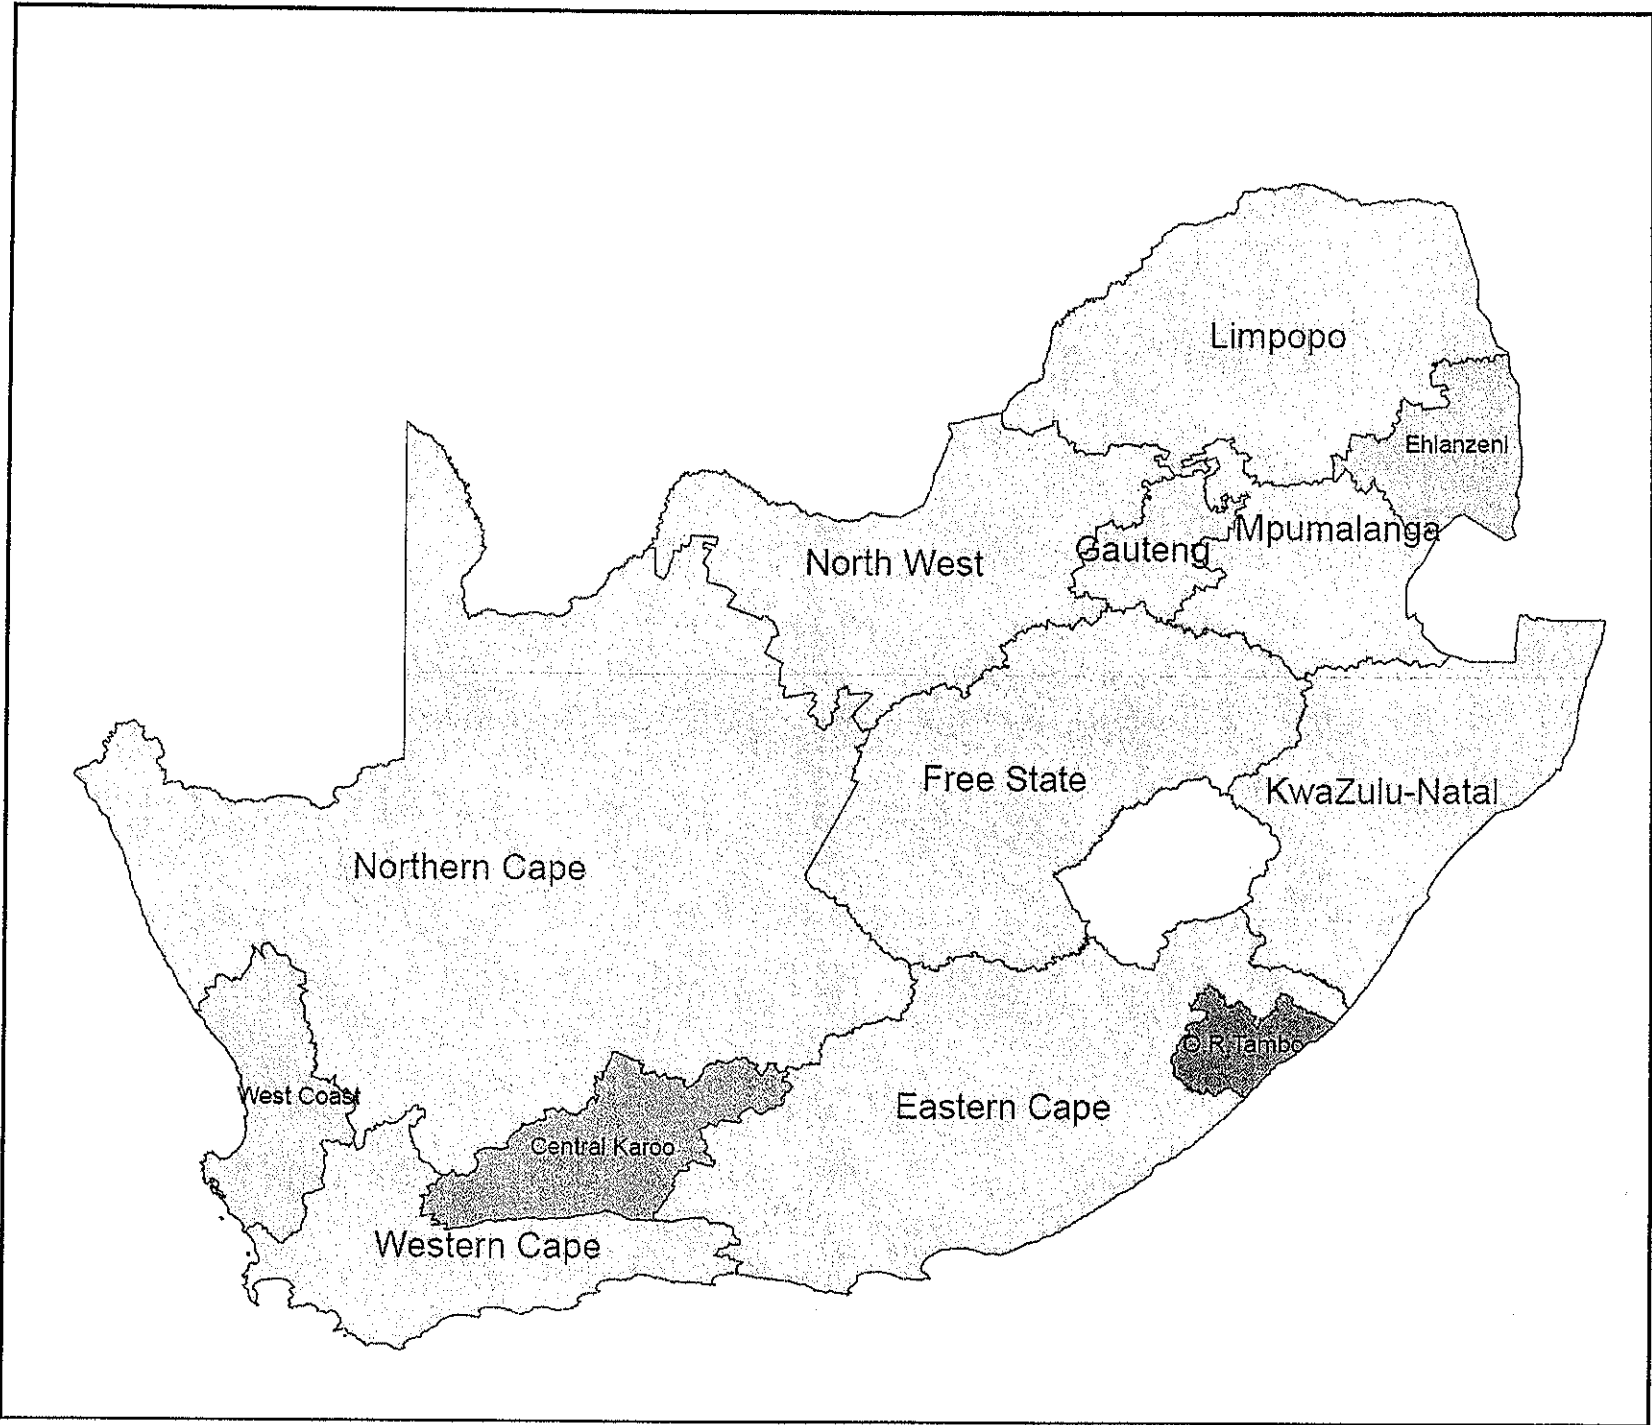 Limpopo
Ehlanzeni
Mpumalanga
Gauteng
North West
Free State
KwaZulu-Natal
Northern Cape
O.R.Tambo
West Coast
Eastern Cape
Central Karoo
Western Cape